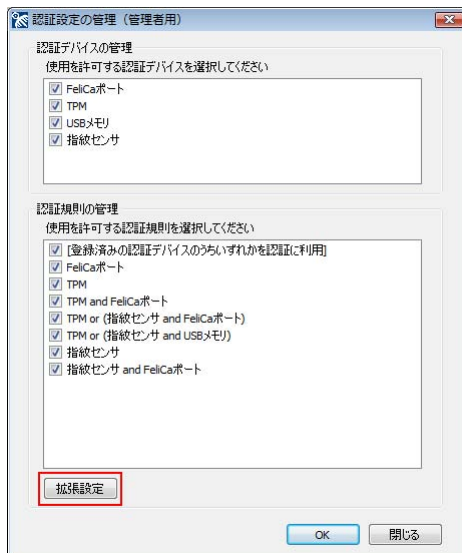 認証設定の管理（管理者用）
認証デバイスの管理
使用を許可する認証デバイスを選択してください
FeliCaポート
TPM
USBメモリ
指紋センサ
認証規則の管理
使用を許可する認証規則を選択してください
[登録済みの認証デバイスのうちいずれかを認証に利用]
FeliCaポート
TPM
TPM and FeliCaポート
TPM or (指紋センサ and FeliCaポート)
TPM or (指紋センサ and USBメモリ)
指紋センサ
指紋センサ and FeliCaポート
拡張設定
OK 閉じる